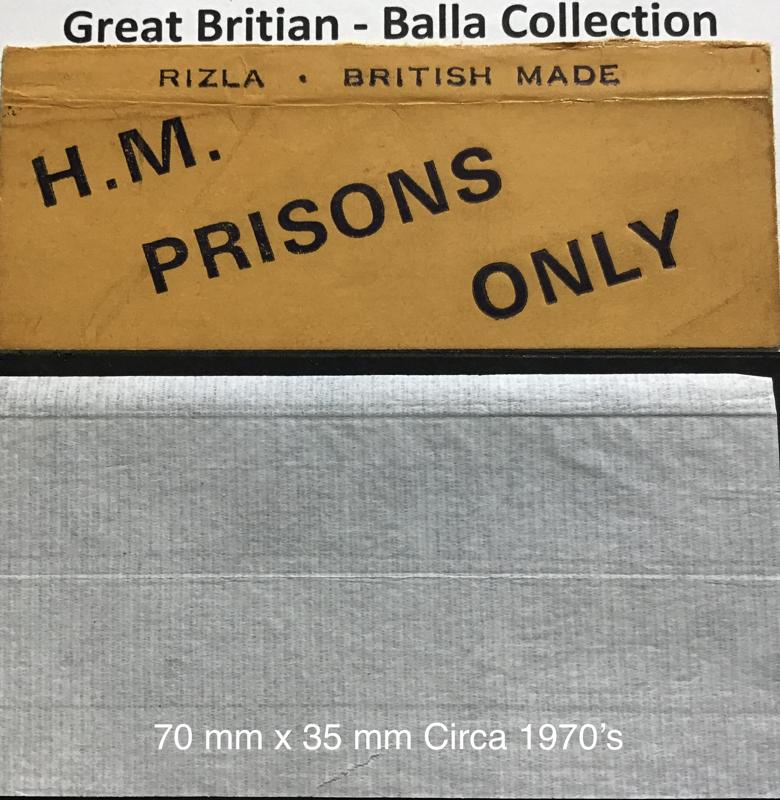 Great Britian - Balla Collection
RIZLA • BRITISH MADE
H.M.
PRISONS
ONLY
70 mm x 35 mm Circa 1970's